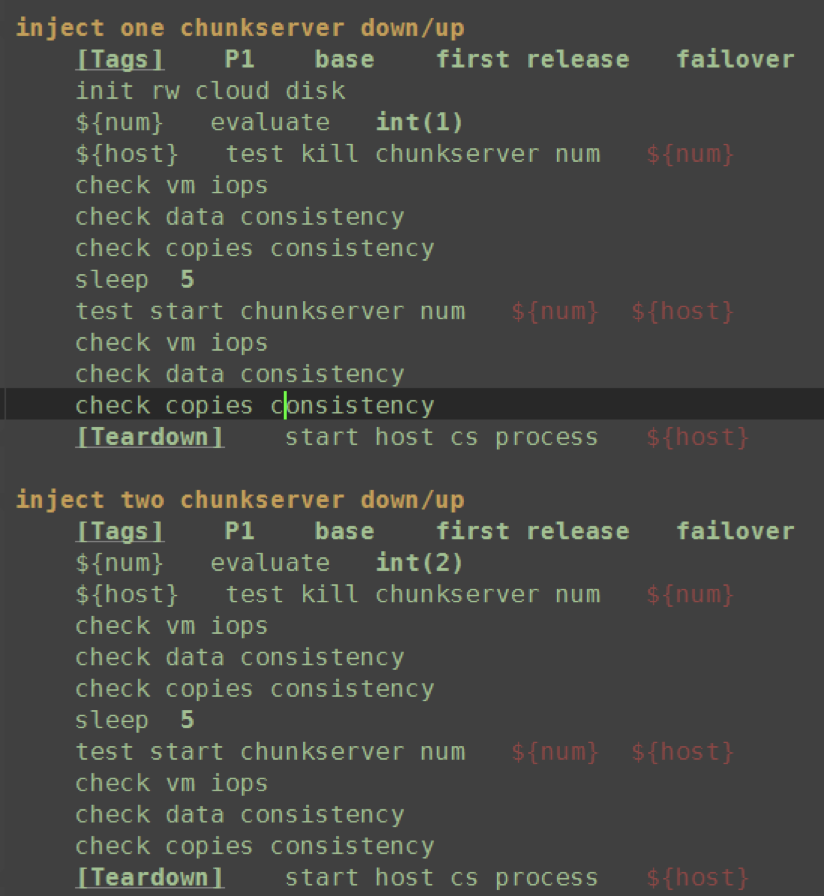 inject one chunkserver down/up
[Tags]    P1    base    first release   failover
init rw cloud disk
${num}   evaluate   int(1)
${host}   test kill chunkserver num   ${num}
check vm iops
check data consistency
check copies consistency
sleep  5
test start chunkserver num   ${num}  ${host}
check vm iops
check data consistency
check copies consistency
[Teardown]    start host cs process   ${host}
inject two chunkserver down/up
[Tags]    P1    base    first release   failover
${num}   evaluate   int(2)
${host}   test kill chunkserver num   ${num}
check vm iops
check data consistency
check copies consistency
sleep  5
test start chunkserver num   ${num}  ${host}
check vm iops
check data consistency
check copies consistency
[Teardown]    start host cs process   ${host}